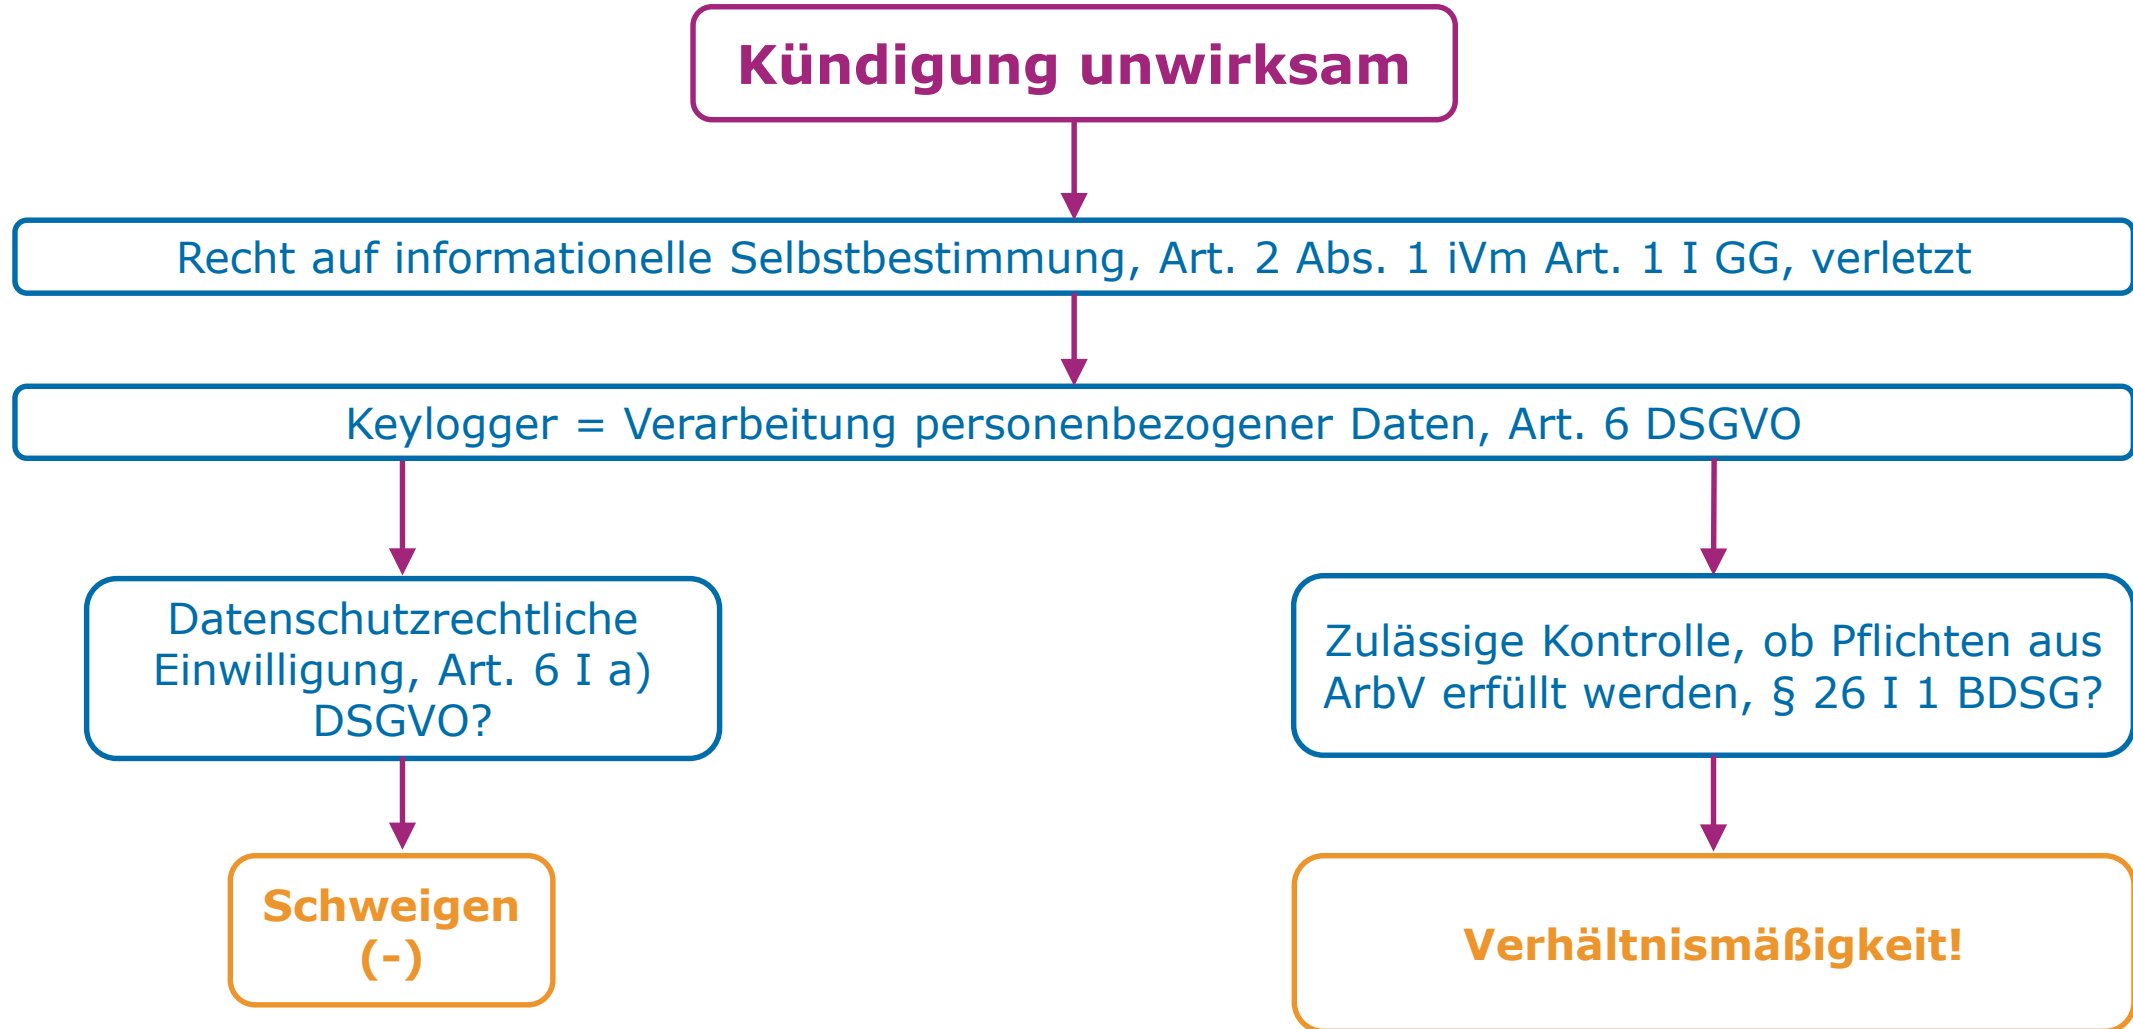 Kündigung unwirksam
Recht auf informationelle Selbstbestimmung, Art. 2 Abs. 1 iVm Art. 1 I GG, verletzt
Keylogger = Verarbeitung personenbezogener Daten, Art. 6 DSGVO
Datenschutzrechtliche
Einwilligung, Art. 6 I a)
DSGVO?
Zulässige Kontrolle, ob Pflichten aus
ArbV erfüllt werden, § 26 I 1 BDSG?
Schweigen
(-)
Verhältnismäßigkeit!